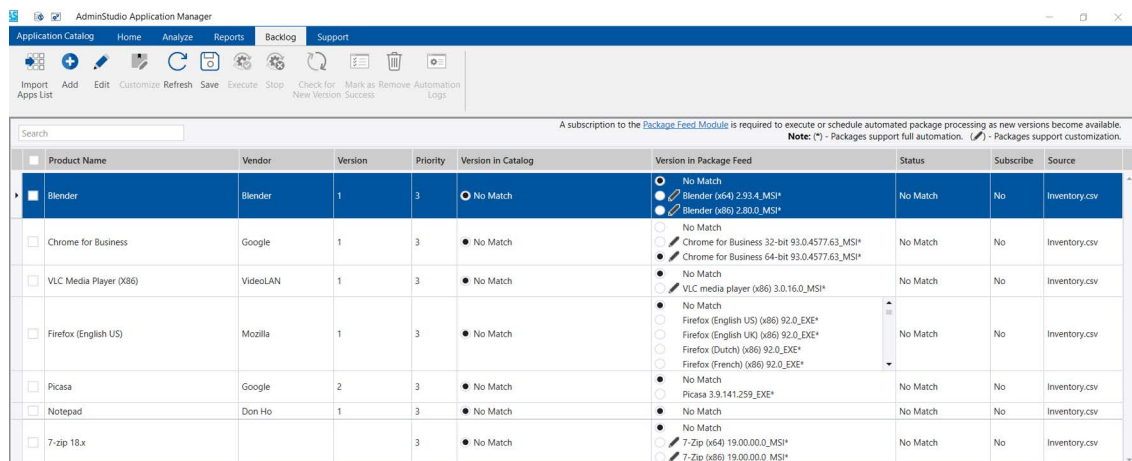 AdminStudio Application Manager
Application Catalog Home Analyze Reports Backlog Support
Import Apps List Add Edit Customize Refresh Save Execute Stop Check for New Version Mark as Success Remove Automation Logs
Search
A subscription to the Package Feed Module is required to execute or schedule automated package processing as new versions become available.
Note: (*) - Packages support full automation. ( ) - Packages support customization.
Product Name Vendor Version Priority Version in Catalog Version in Package Feed Status Subscribe Source
No Match
Blender Blender 1 3 No Match Blender (x64) 2.93.4_MSI* No Match No Inventory.csv
Blender (x86) 2.80.0_MSI*
No Match
Chrome for Business Google 1 3 No Match Chrome for Business 32-bit 93.0.4577.63_MSI* No Match No Inventory.csv
Chrome for Business 64-bit 93.0.4577.63_MSI*
No Match
VLC Media Player (X86) VideoLAN 1 3 No Match VLC media player (x86) 3.0.16.0_MSI* No Match No Inventory.csv
No Match
Firefox (English US) (x86) 92.0_EXE*
Firefox (English US) Mozilla 1 3 No Match Firefox (English UK) (x86) 92.0_EXE* No Match No Inventory.csv
Firefox (Dutch) (x86) 92.0_EXE*
Firefox (French) (x86) 92.0_EXE*
No Match
Picasa Google 2 3 No Match Picasa 3.9.141.259_EXE* No Match No Inventory.csv
Notepad Don Ho 1 3 No Match No Match No Match No Inventory.csv
No Match
7-zip 18.x 3 No Match 7-Zip (x64) 19.00.00.0_MSI* No Match No Inventory.csv
7-Zip (x86) 19.00.00.0_MSI*